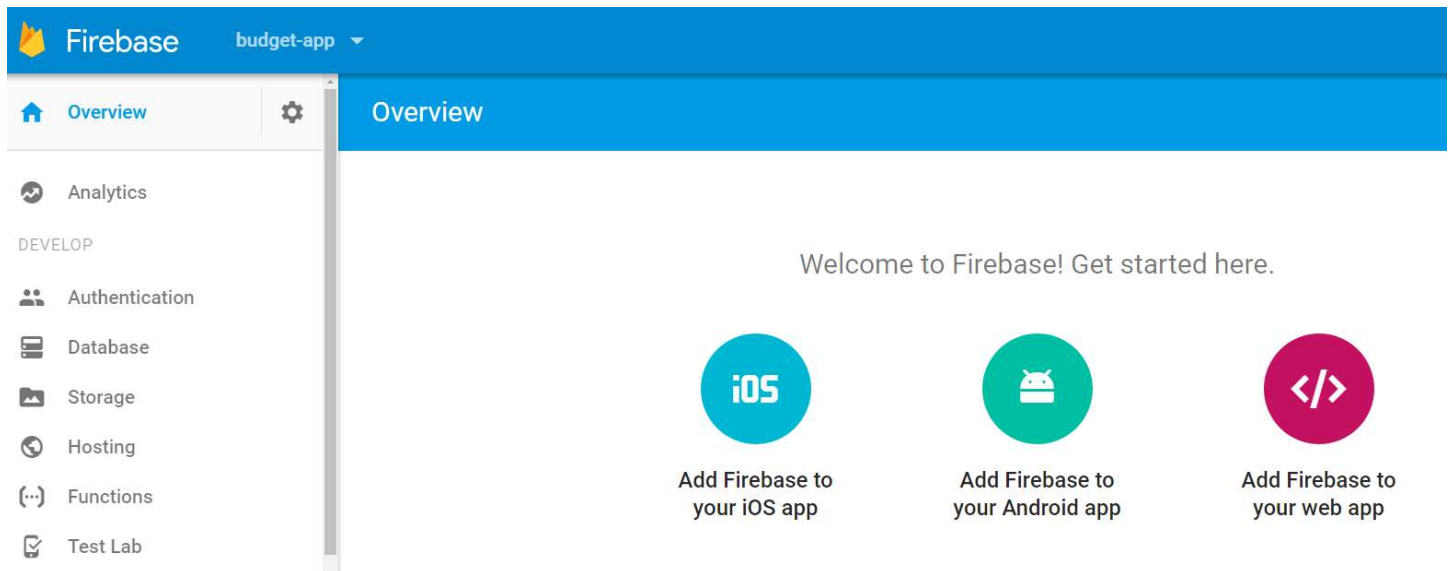 Firebase budget-app
Overview
Overview
Analytics
DEVELOP
Authentication
Database
Storage
Hosting
Functions
Test Lab
Welcome to Firebase! Get started here.
iOS
Add Firebase to
your iOS app
Add Firebase to
your Android app
</>
Add Firebase to
your web app